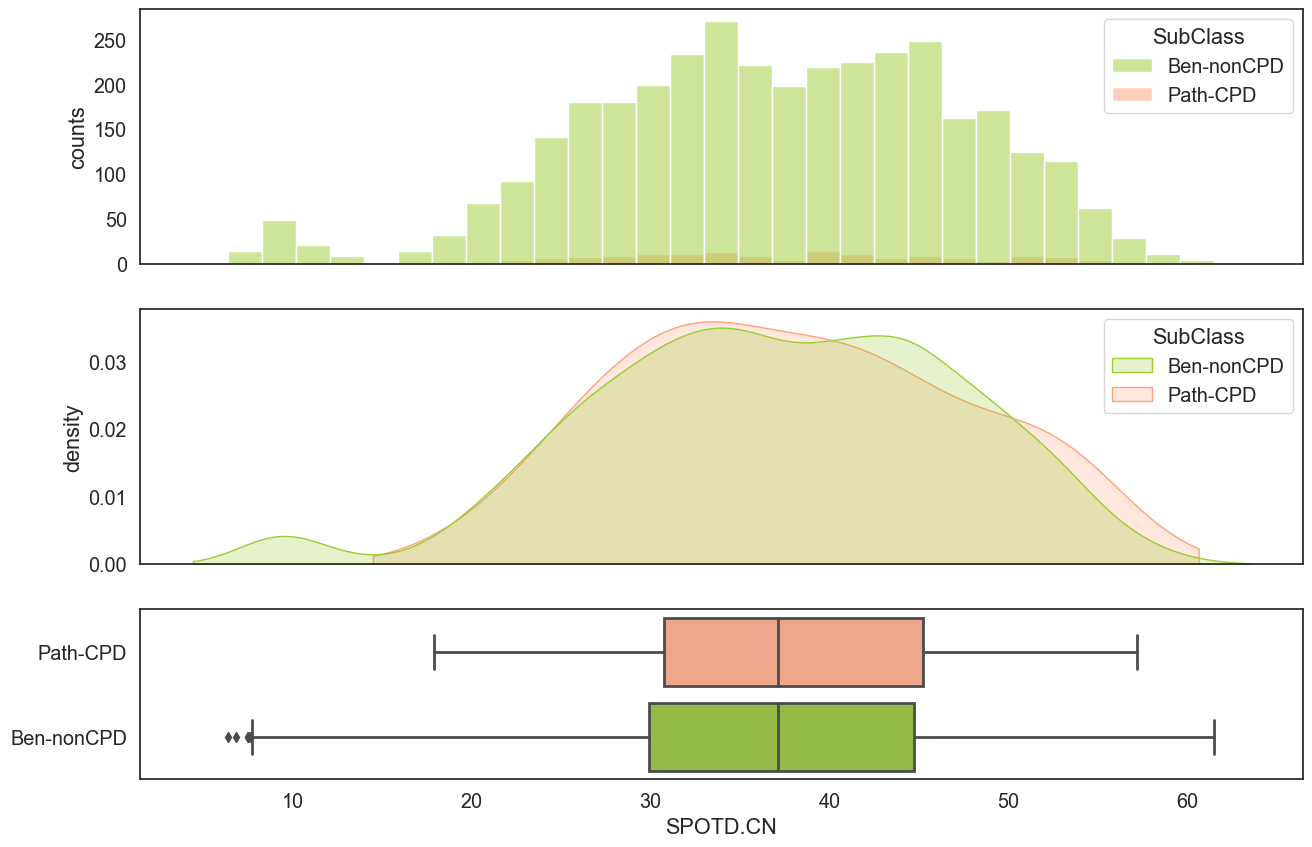 250
200
150
100
50
0
counts
SubClass
Ben-nonCPD
Path-CPD
0.03
0.02
0.01
0.00
density
SubClass
Ben-nonCPD
Path-CPD
Path-CPD
Ben-nonCPD
10 20 30 40 50 60
SPOTD.CN